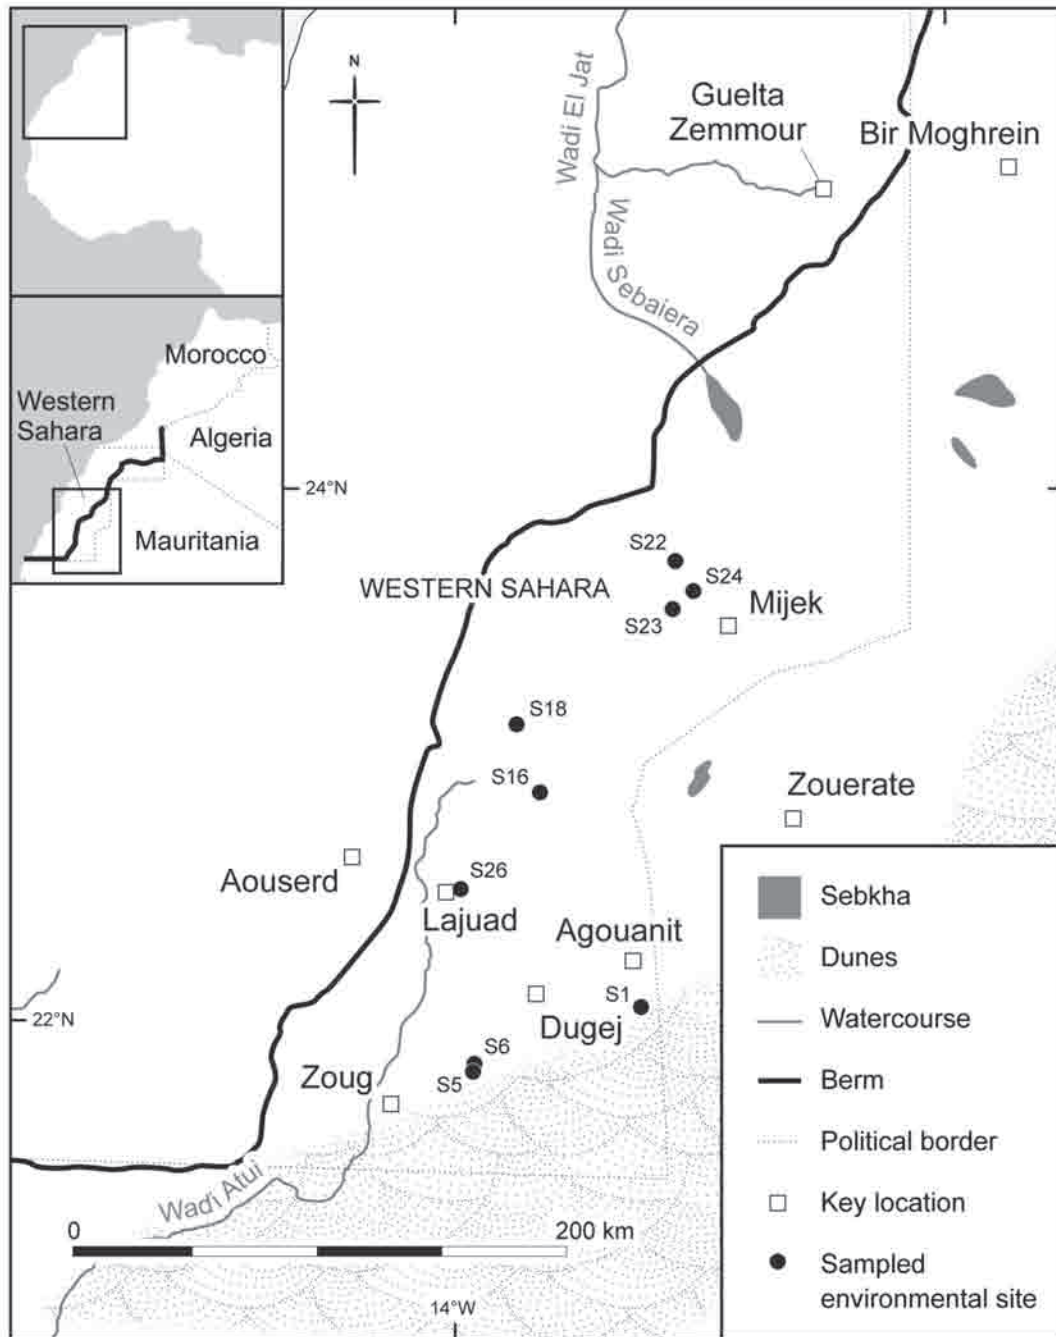 N
Wadi El Jat
Guelta
Zemmour
Bir Moghrein
Wadi Sebaiera
Morocco
Western
Sahara
Algeria
Mauritania
24°N
S22
S24
WESTERN SAHARA
Mijek
S23
S18
S16
Zouerate
Aouserd
S26
Lajuad
Agouanit
S1
22°N
Dugej
S6
Zoug
S5
Wadi Atui
0
200 km
14°W
Sebkha
Dunes
Watercourse
Berm
Political border
Key location
Sampled
environmental site